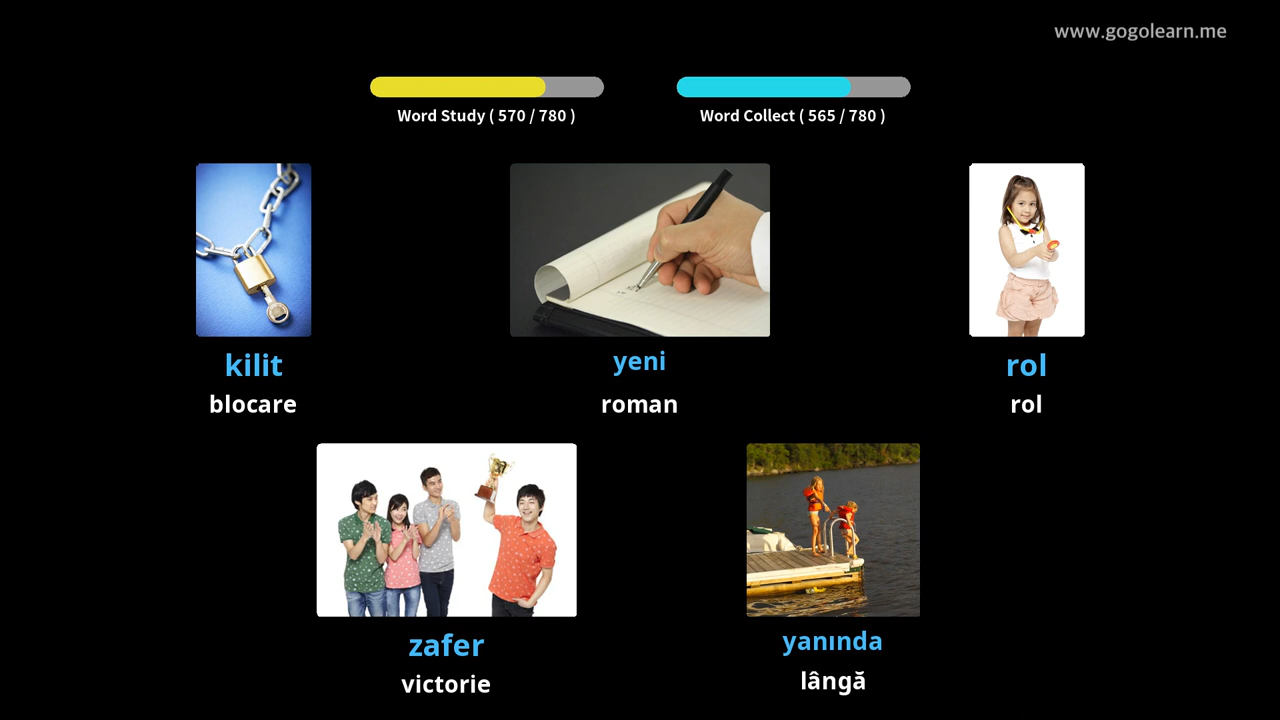 www.gogolearn.me
Word Study ( 570 / 780 )
Word Collect ( 565 / 780 )
kilit
blocare
yeni
roman
rol
rol
zafer
victorie
yanında
lângă